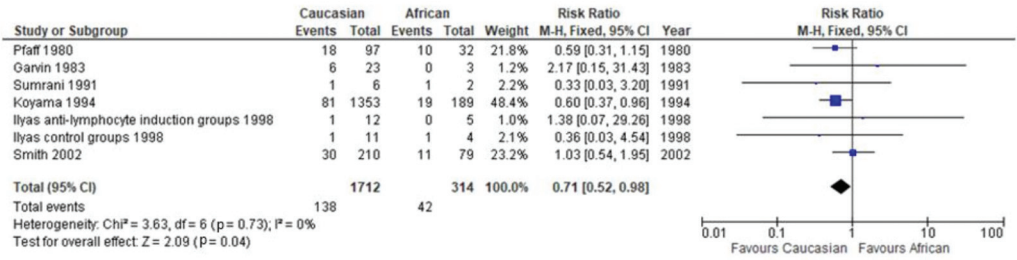 Caucasian African Risk Ratio Risk Ratio
Study or Subgroup Events Total Events Total Weight M-H, Fixed, 95% CI Year M-H, Fixed, 95% CI
Pfaff 1980 18 97 10 32 21.8% 0.59 [0.31, 1.15] 1980
Garvin 1983 6 23 0 3 1.2% 2.17 [0.15, 31.43] 1983
Sumrani 1991 1 6 1 2 2.2% 0.33 [0.03, 3.20] 1991
Koyama 1994 81 1353 19 189 48.4% 0.60 [0.37, 0.96] 1994
Ilyas anti-lymphocyte induction groups 1998 1 12 0 5 1.0% 1.38 [0.07, 29.26] 1998
Ilyas control groups 1998 1 11 1 4 2.1% 0.36 [0.03, 4.54] 1998
Smith 2002 30 210 11 79 23.2% 1.03 [0.54, 1.95] 2002
Total (95% CI) 1712 314 100.0% 0.71 [0.52, 0.98]
Total events 138 42
Heterogeneity: Chi² = 3.63, df = 6 (p = 0.73); I² = 0%
Test for overall effect: Z = 2.09 (p = 0.04)
0.01 0.1 1 10 100
Favours Caucasian Favours African